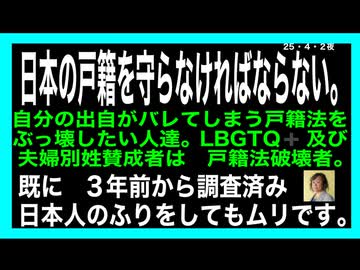 ２５・４・２夜
日本の戸籍を守らなければならない。
自分の出自がバレてしまう戸籍法を
ぶっ壊したい人達。LBGTQ➕及び
夫婦別姓賛成者は　戸籍法破壊者。
既に　３年前から調査済み
日本人のふりをしてもムリです。